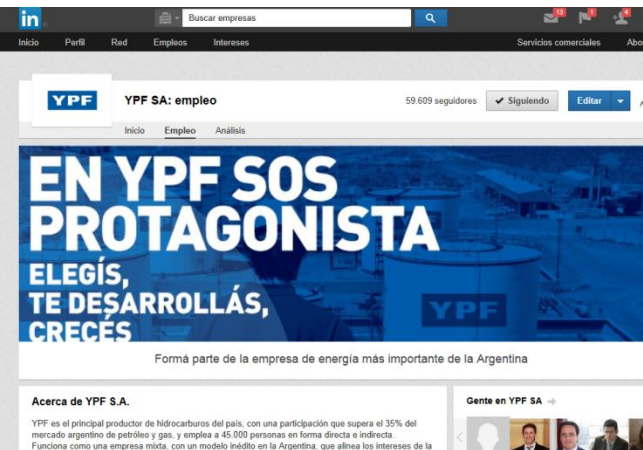 in
Buscar empresas
13
4
Inicio Perfil Red Empleos Intereses Servicios comerciales
YPF
YPF SA: empleo
59.609 seguidores
Siguiendo
Editar
Inicio Empleo Análisis
EN YPF SOS
PROTAGONISTA
ELEGÍS,
TE DESARROLLÁS,
CRECÉS
YPF
Formá parte de la empresa de energía más importante de la Argentina
Acerca de YPF S.A.
YPF es el principal productor de hidrocarburos del país, con una participación que supera el 35% del
mercado argentino de petróleo y gas, y emplea a 45.000 personas en forma directa e indirecta.
Funciona como una empresa mixta, con un modelo inédito en la Argentina, que alinea los intereses de la
Gente en YPF SA